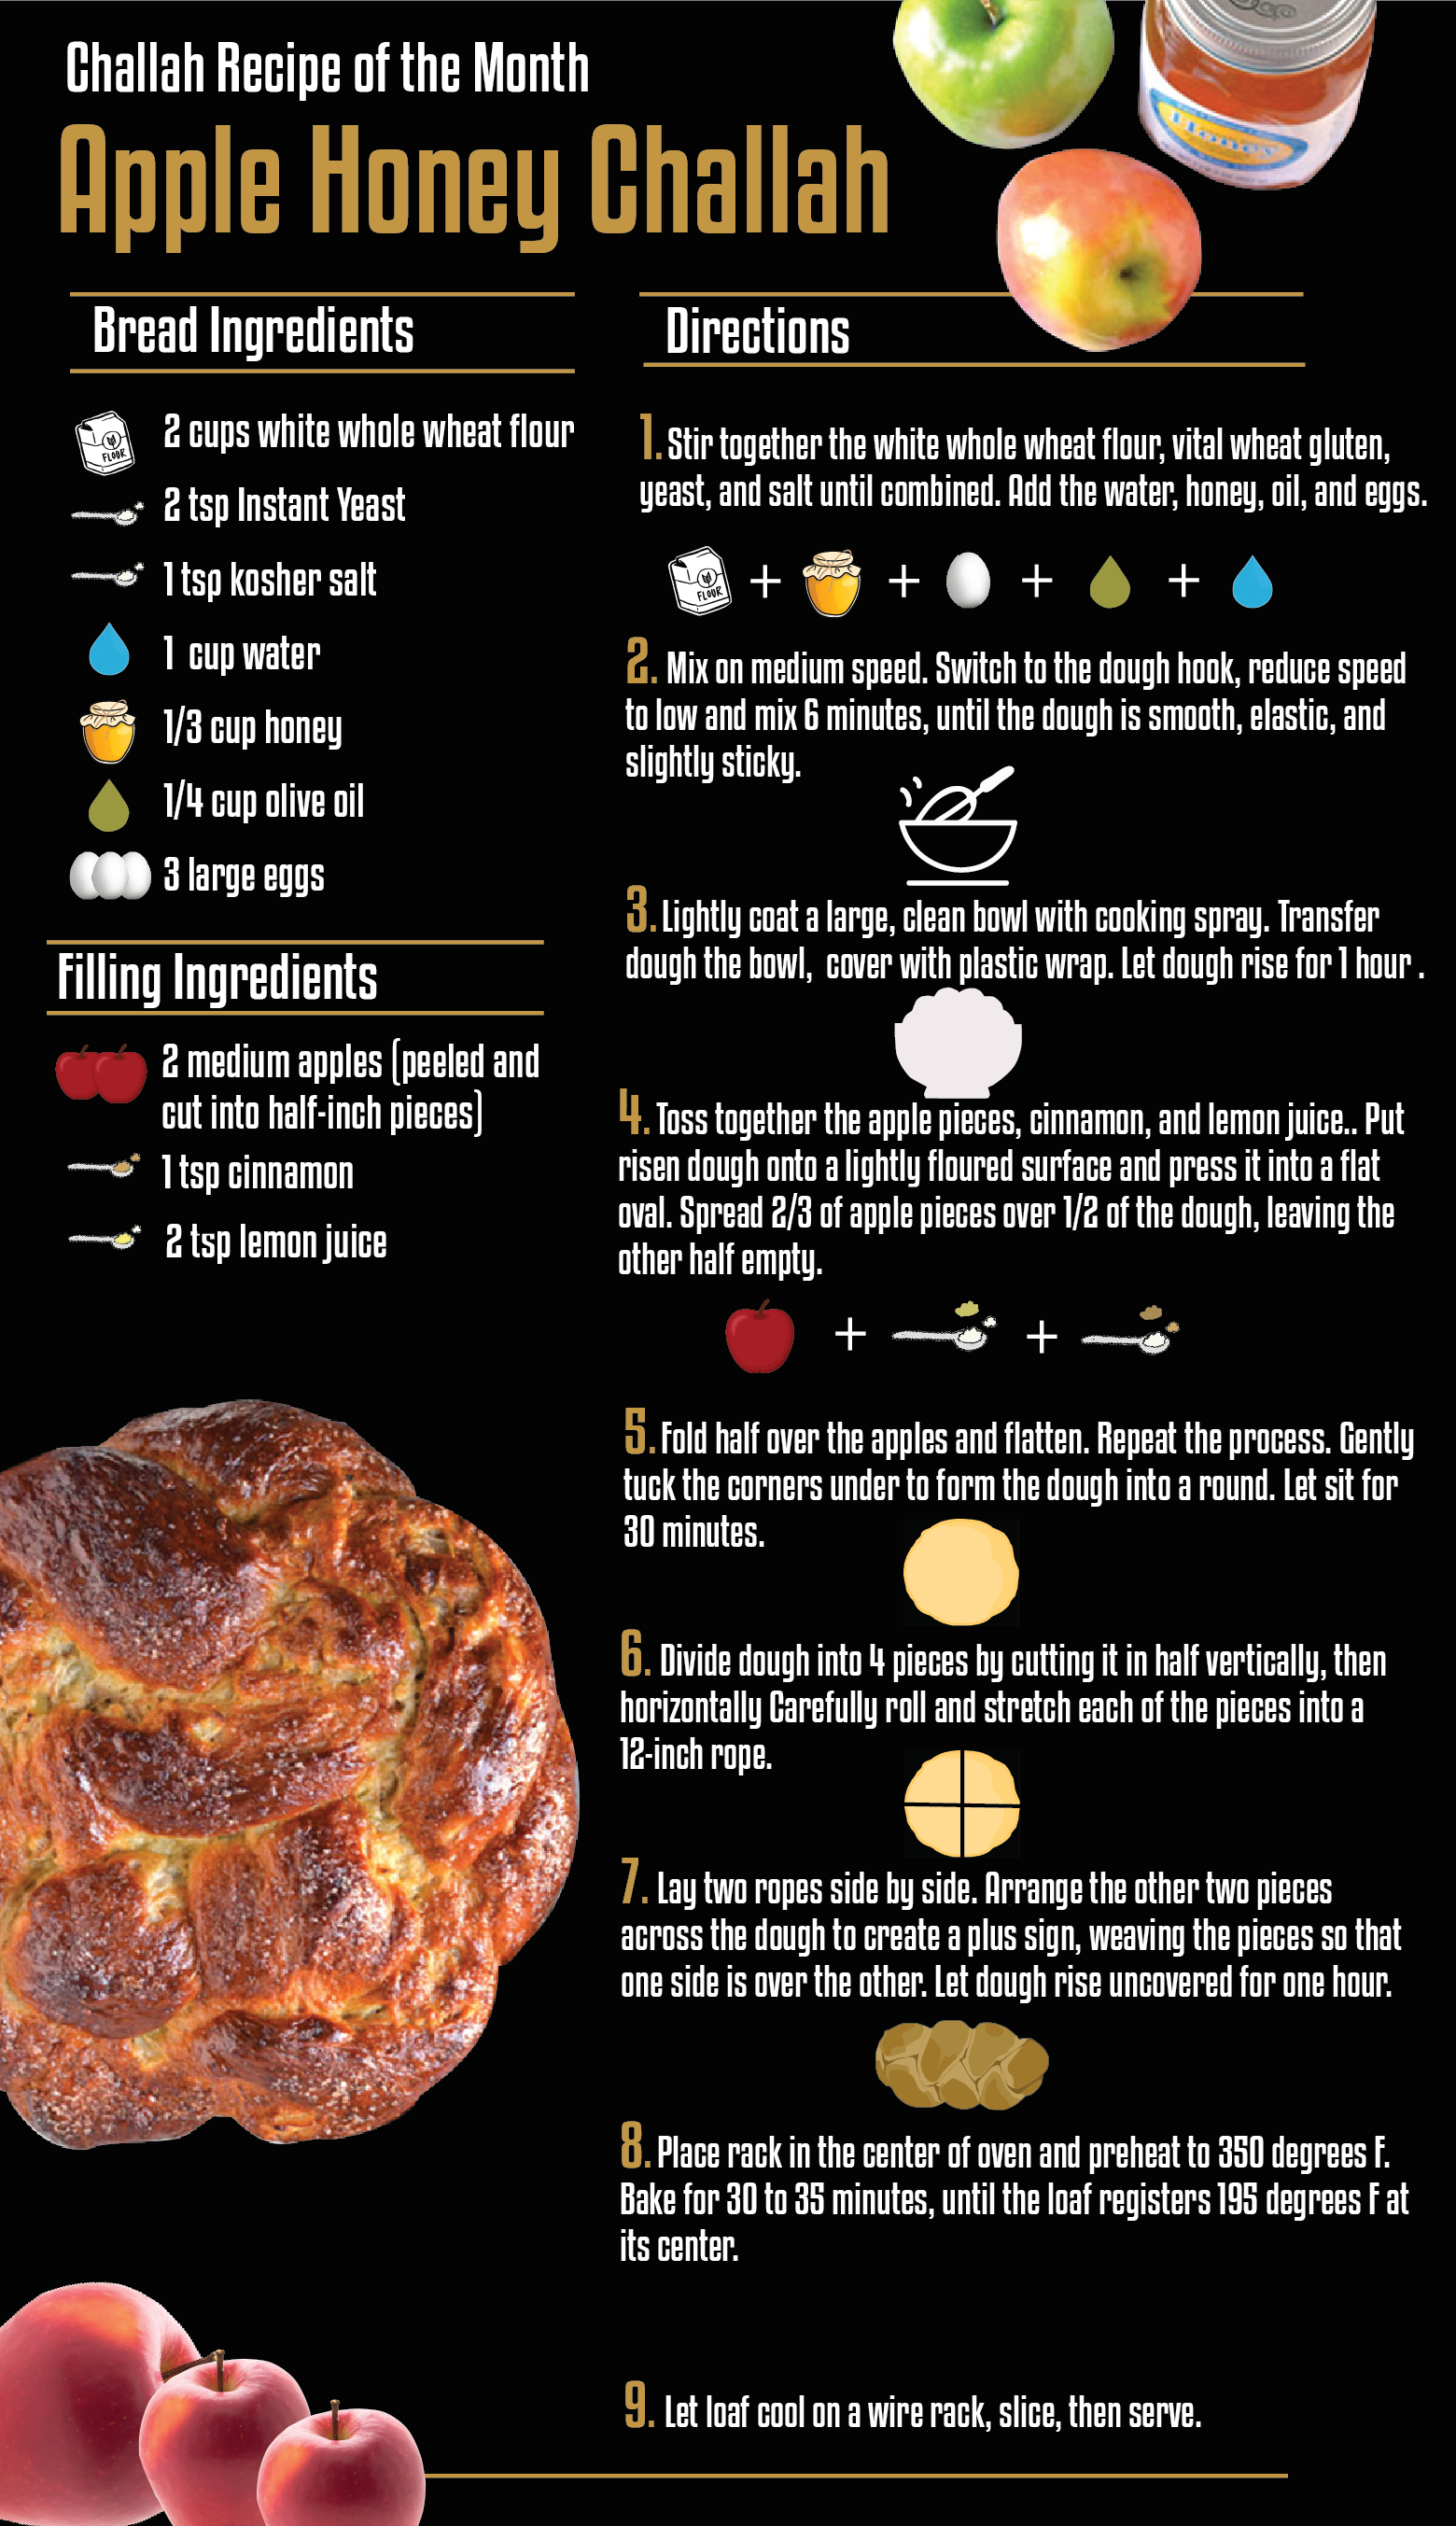 Challah Recipe of the Month
Apple Honey Challah
Honey
Bread Ingredients
FLOUR
2 cups white whole wheat flour
2 tsp Instant Yeast
1 tsp kosher salt
1 cup water
1/3 cup honey
1/4 cup olive oil
3 large eggs
Filling Ingredients
2 medium apples (peeled and
cut into half-inch pieces)
1 tsp cinnamon
2 tsp lemon juice
Directions
1. Stir together the white whole wheat flour, vital wheat gluten,
yeast, and salt until combined. Add the water, honey, oil, and eggs.
FLOUR + + + +
2. Mix on medium speed. Switch to the dough hook, reduce speed
to low and mix 6 minutes, until the dough is smooth, elastic, and
slightly sticky.
3. Lightly coat a large, clean bowl with cooking spray. Transfer
dough the bowl, cover with plastic wrap. Let dough rise for 1 hour .
4. Toss together the apple pieces, cinnamon, and lemon juice.. Put
risen dough onto a lightly floured surface and press it into a flat
oval. Spread 2/3 of apple pieces over 1/2 of the dough, leaving the
other half empty.
+ +
5. Fold half over the apples and flatten. Repeat the process. Gently
tuck the corners under to form the dough into a round. Let sit for
30 minutes.
6. Divide dough into 4 pieces by cutting it in half vertically, then
horizontally Carefully roll and stretch each of the pieces into a
12-inch rope.
7. Lay two ropes side by side. Arrange the other two pieces
across the dough to create a plus sign, weaving the pieces so that
one side is over the other. Let dough rise uncovered for one hour.
8. Place rack in the center of oven and preheat to 350 degrees F.
Bake for 30 to 35 minutes, until the loaf registers 195 degrees F at
its center.
9. Let loaf cool on a wire rack, slice, then serve.